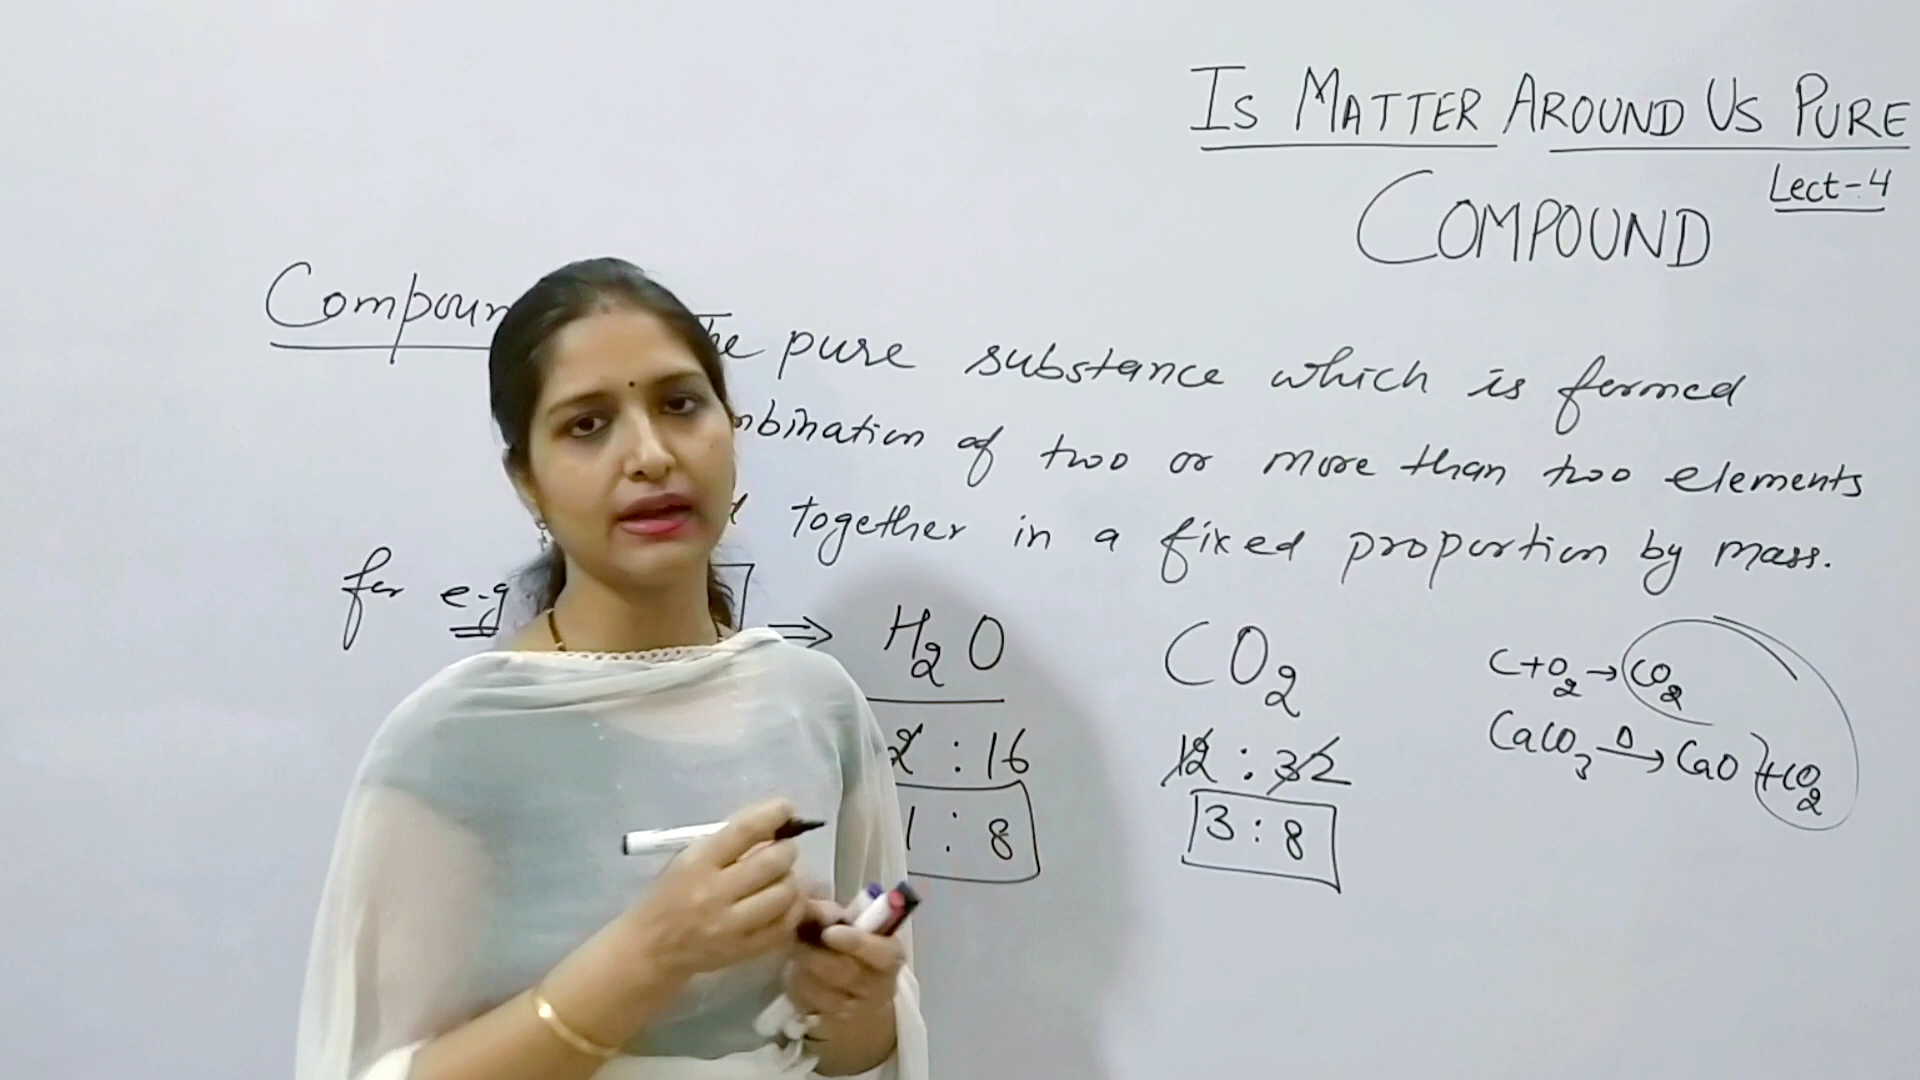 IS MATTER AROUND US PURE
Lect-4
COMPOUND
pure substance which is formed
of two or more than two elements
together in a fixed proportion by mass.
for e.g
⇒ H₂O
2 : 16
1 : 8
CO₂
12 : 32
3 : 8
C+O₂→CO₂
CaCO₃ Δ→ CaO + CO₂